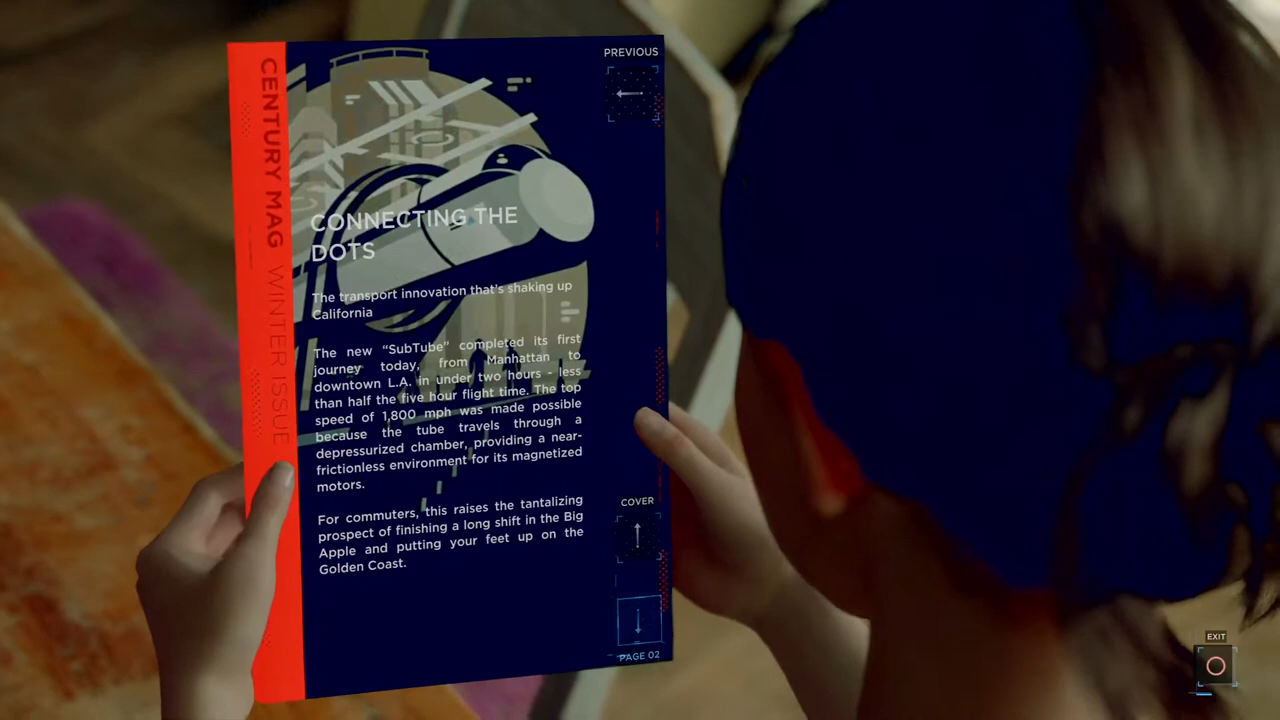 CENTURY MAG WINTER ISSUE
PREVIOUS
CONNECTING THE
DOTS
The transport innovation that's shaking up
California
The new “SubTube” completed its first
journey today, from Manhattan to
downtown L.A. in under two hours - less
than half the five hour flight time. The top
speed of 1,800 mph was made possible
because the tube travels through a
depressurized chamber, providing a near-
frictionless environment for its magnetized
motors.
For commuters, this raises the tantalizing
prospect of finishing a long shift in the Big
Apple and putting your feet up on the
Golden Coast.
COVER
PAGE 02
EXIT